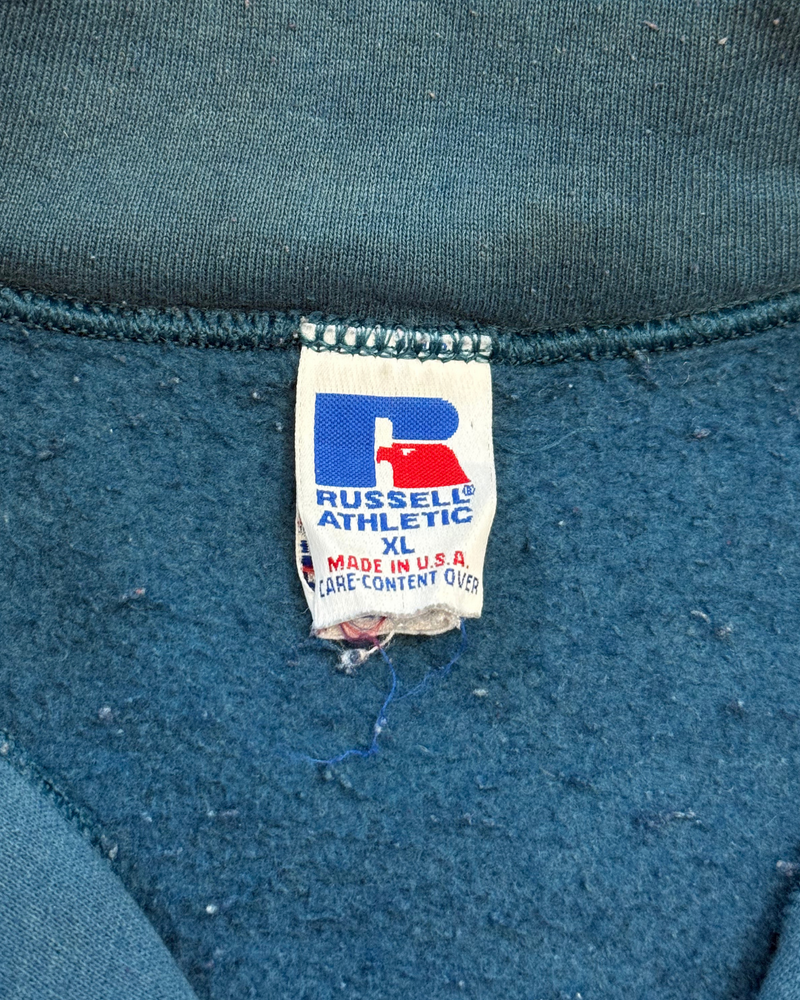 RUSSELL®
ATHLETIC
XL
MADE IN U.S.A.
CARE-CONTENT OVER